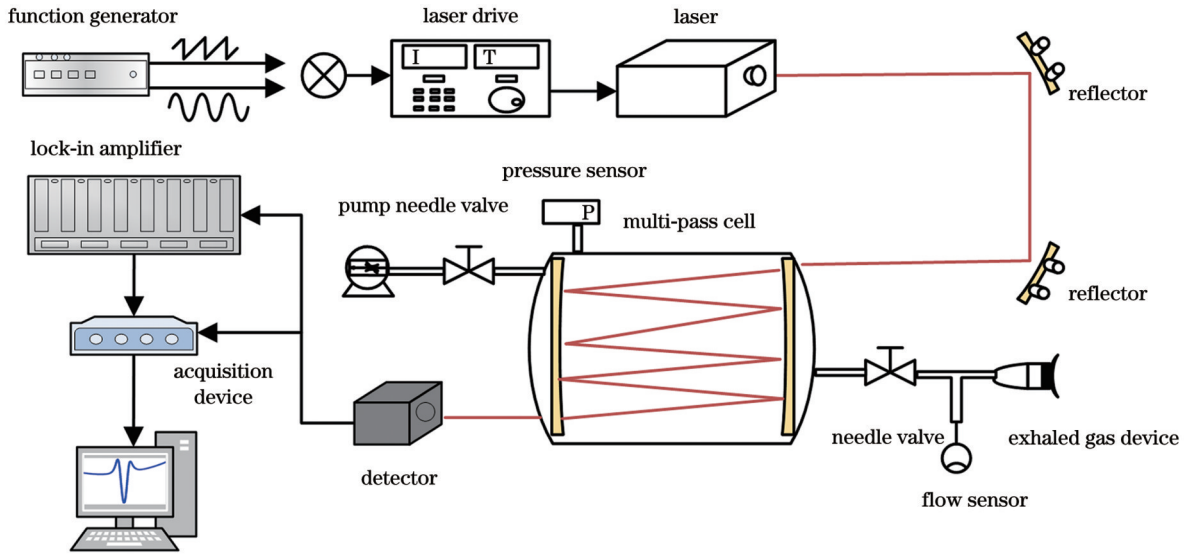 function generator
laser drive
laser
I
T
reflector
lock-in amplifier
pressure sensor
P
pump needle valve
multi-pass cell
reflector
acquisition
device
detector
needle valve
exhaled gas device
flow sensor